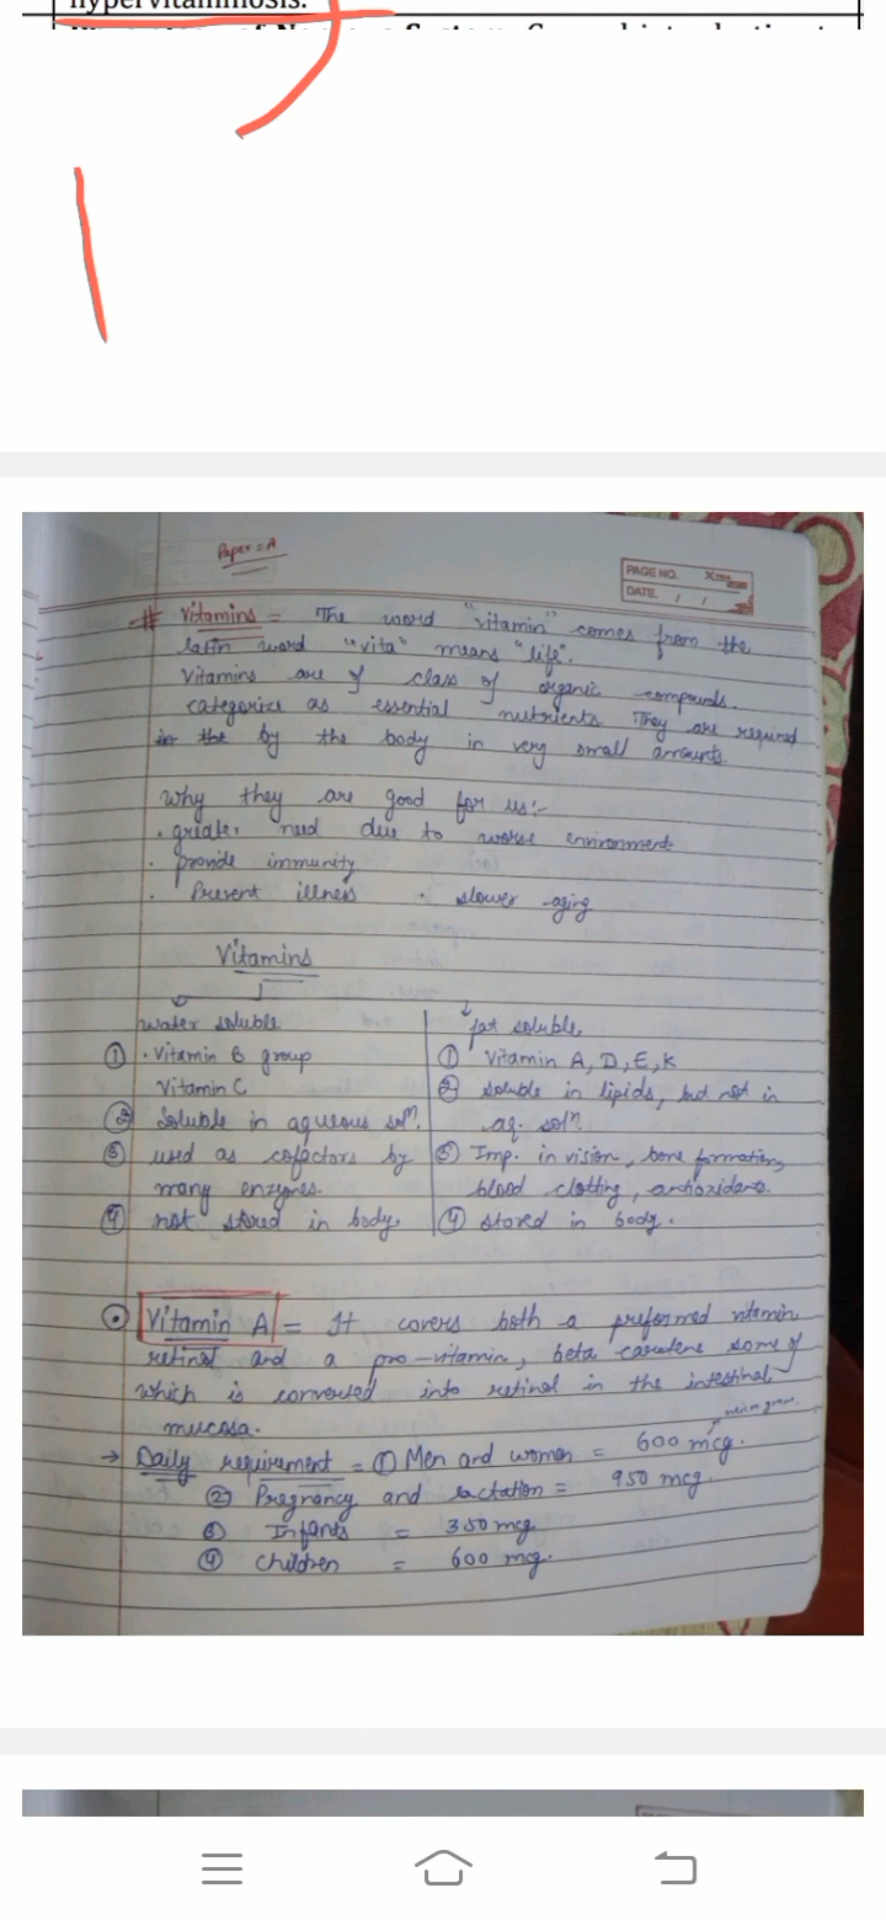 hypervitaminosis.
Paper = A
PAGE NO.
DATE / /
# Vitamins = The word "vitamin" comes from the
latin word "vita" means "life".
Vitamins are of class of organic compounds.
categorize as essential nutrients. They are required
in the by the body in very small amounts.
Why they are good for us:-
. greater need due to worse environment.
. provide immunity
. Prevent illness . slower aging
Vitamins
water soluble
① . Vitamin B group
Vitamin C
② Soluble in aqueous solⁿ.
③ used as cofactors by
many enzymes.
④ not stored in body.
fat soluble
① Vitamin A, D, E, K
② soluble in lipids, but not in
aq. solⁿ.
③ Imp. in vision, bone formation,
blood clotting, antioxidant.
④ stored in body.
⊙ Vitamin A = It covers both a preformed vitamin
retinol and a pro-vitamin, beta carotene some of
which is converted into retinol in the intestinal
mucosa.
micro gram
→ Daily requirement = ① Men and women = 600 mcg.
② Pregnancy and lactation = 950 mcg.
③ Infants = 350 mcg.
④ Children = 600 mcg.